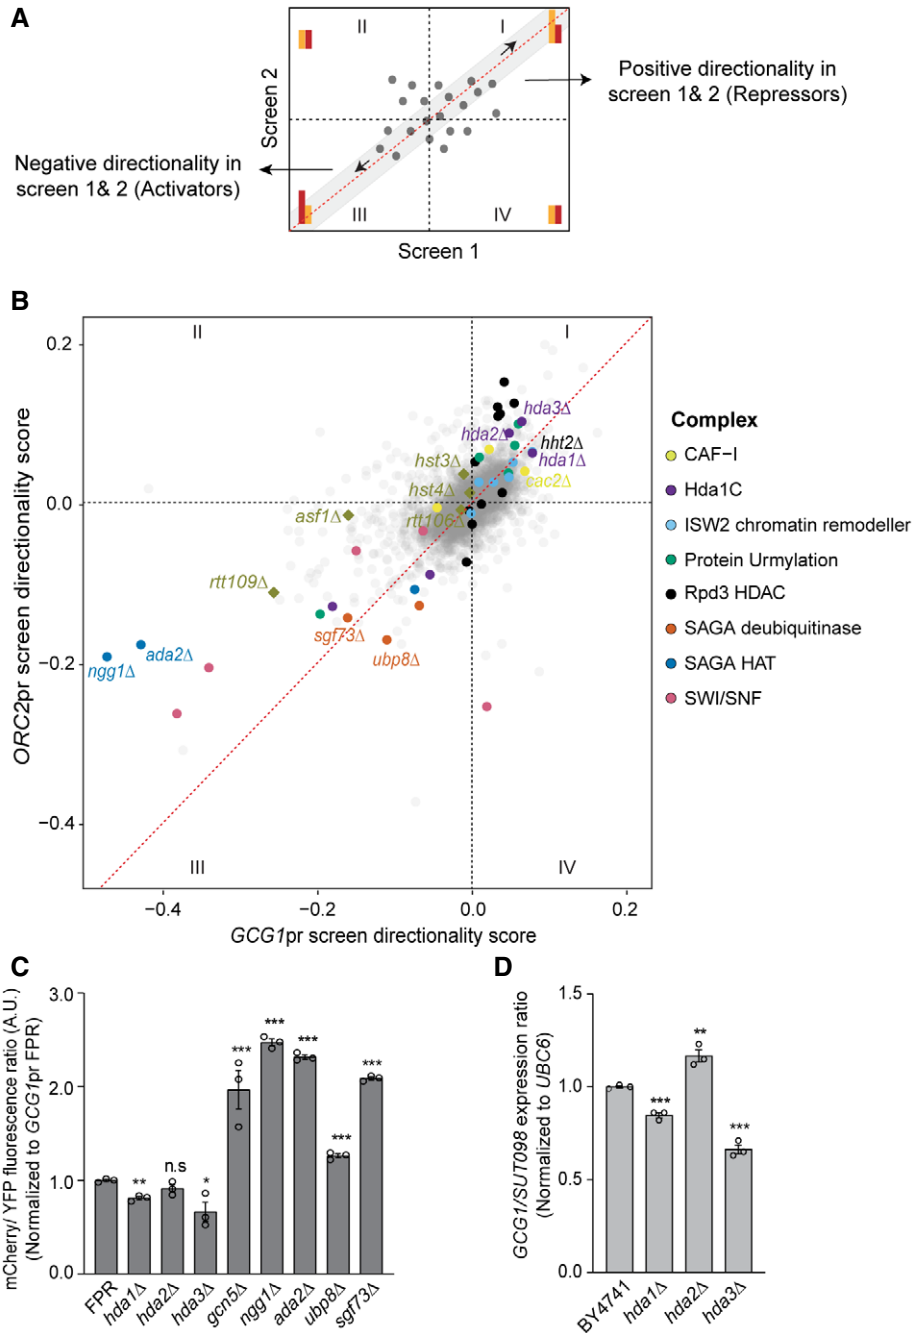 A
II
I
Screen 2
Positive directionality in
screen 1& 2 (Repressors)
Negative directionality in
screen 1& 2 (Activators)
III
IV
Screen 1
B
II
I
0.2
0.0
−0.2
−0.4
ORC2pr screen directionality score
hda3Δ
hda2Δ
hht2Δ
hda1Δ
hst3Δ
cac2Δ
hst4Δ
asf1Δ
rtt106Δ
rtt109Δ
sgf73Δ
ubp8Δ
ada2Δ
ngg1Δ
III
IV
−0.4
−0.2
0.0
0.2
GCG1pr screen directionality score
Complex
CAF−I
Hda1C
ISW2 chromatin remodeller
Protein Urmylation
Rpd3 HDAC
SAGA deubiquitinase
SAGA HAT
SWI/SNF
C
mCherry/ YFP fluorescence ratio (A.U.)
(Normalized to GCG1pr FPR)
3.0
2.0
1.0
0.0
**
n.s
*
***
***
***
***
***
FPR
hda1Δ
hda2Δ
hda3Δ
gcn5Δ
ngg1Δ
ada2Δ
ubp8Δ
sgf73Δ
D
GCG1/SUT098 expression ratio
(Normalized to UBC6)
1.5
1.0
0.5
0.0
***
**
***
BY4741
hda1Δ
hda2Δ
hda3Δ